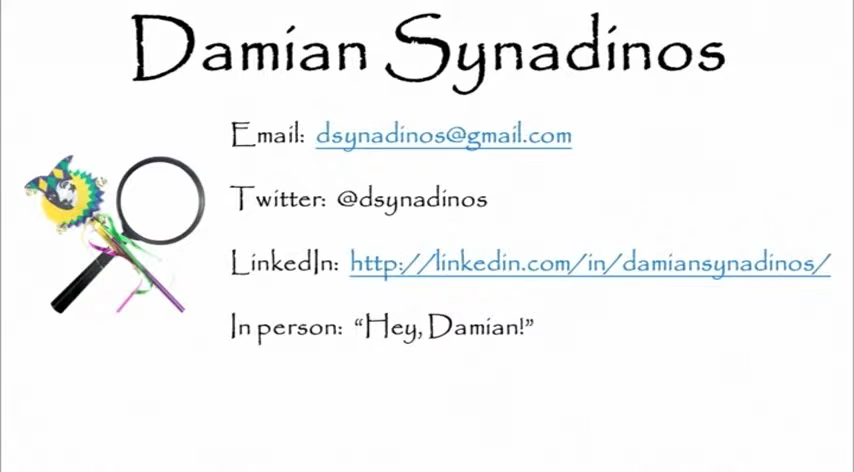 Damian Synadinos
Email: dsynadinos@gmail.com
Twitter: @dsynadinos
LinkedIn: http://linkedin.com/in/damiansynadinos/
In person: “Hey, Damian!”